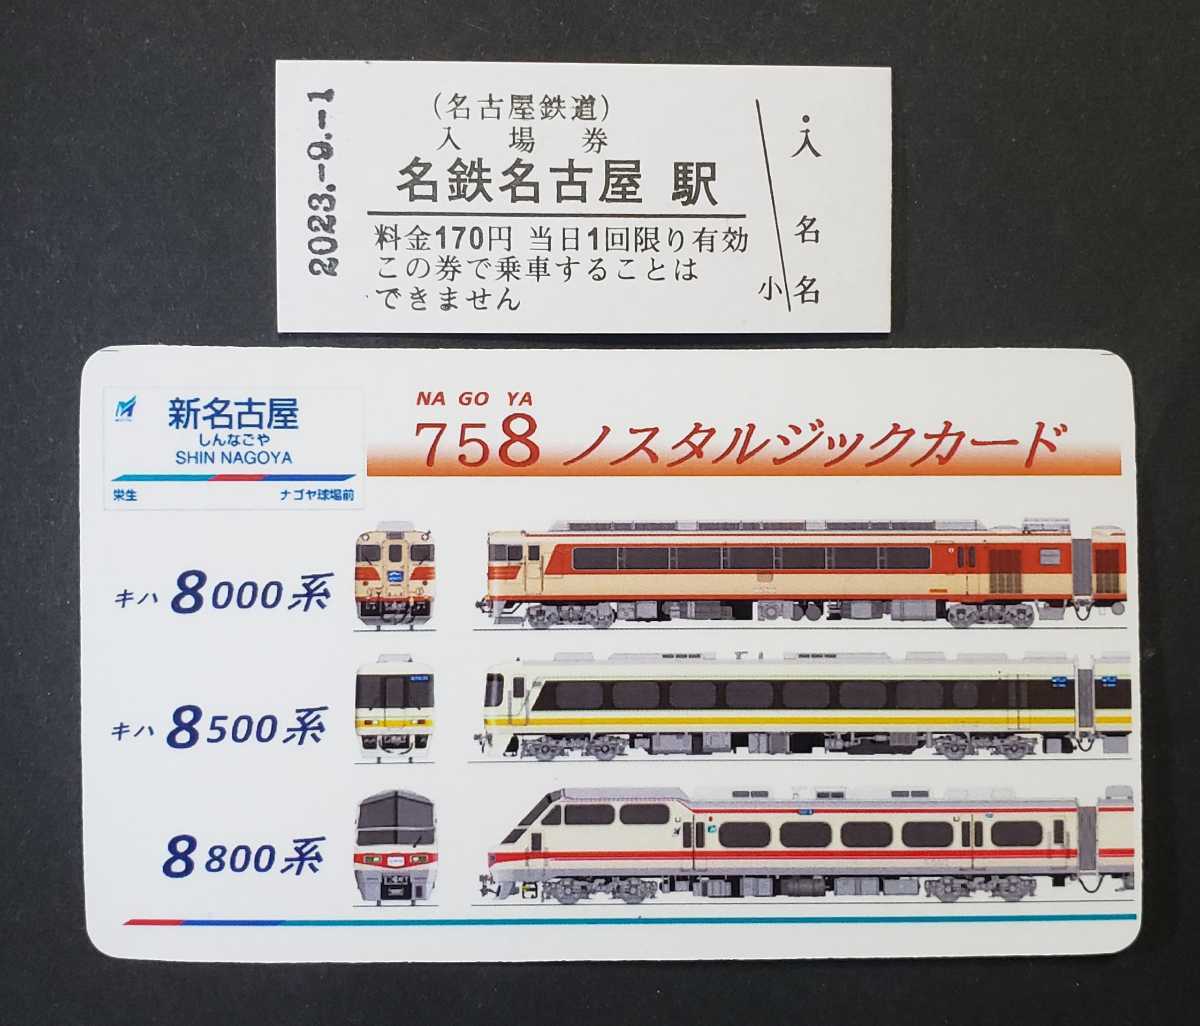 2023.-9.-1
(名古屋鉄道)
入場券
名鉄名古屋 駅
料金170円 当日1回限り有効
この券で乗車することは
できません
・入
名
小 名
新名古屋
しんなごや
SHIN NAGOYA
栄生 ナゴヤ球場前
NA GO YA
758 ノスタルジックカード
キハ 8000系
キハ 8500系
8800系